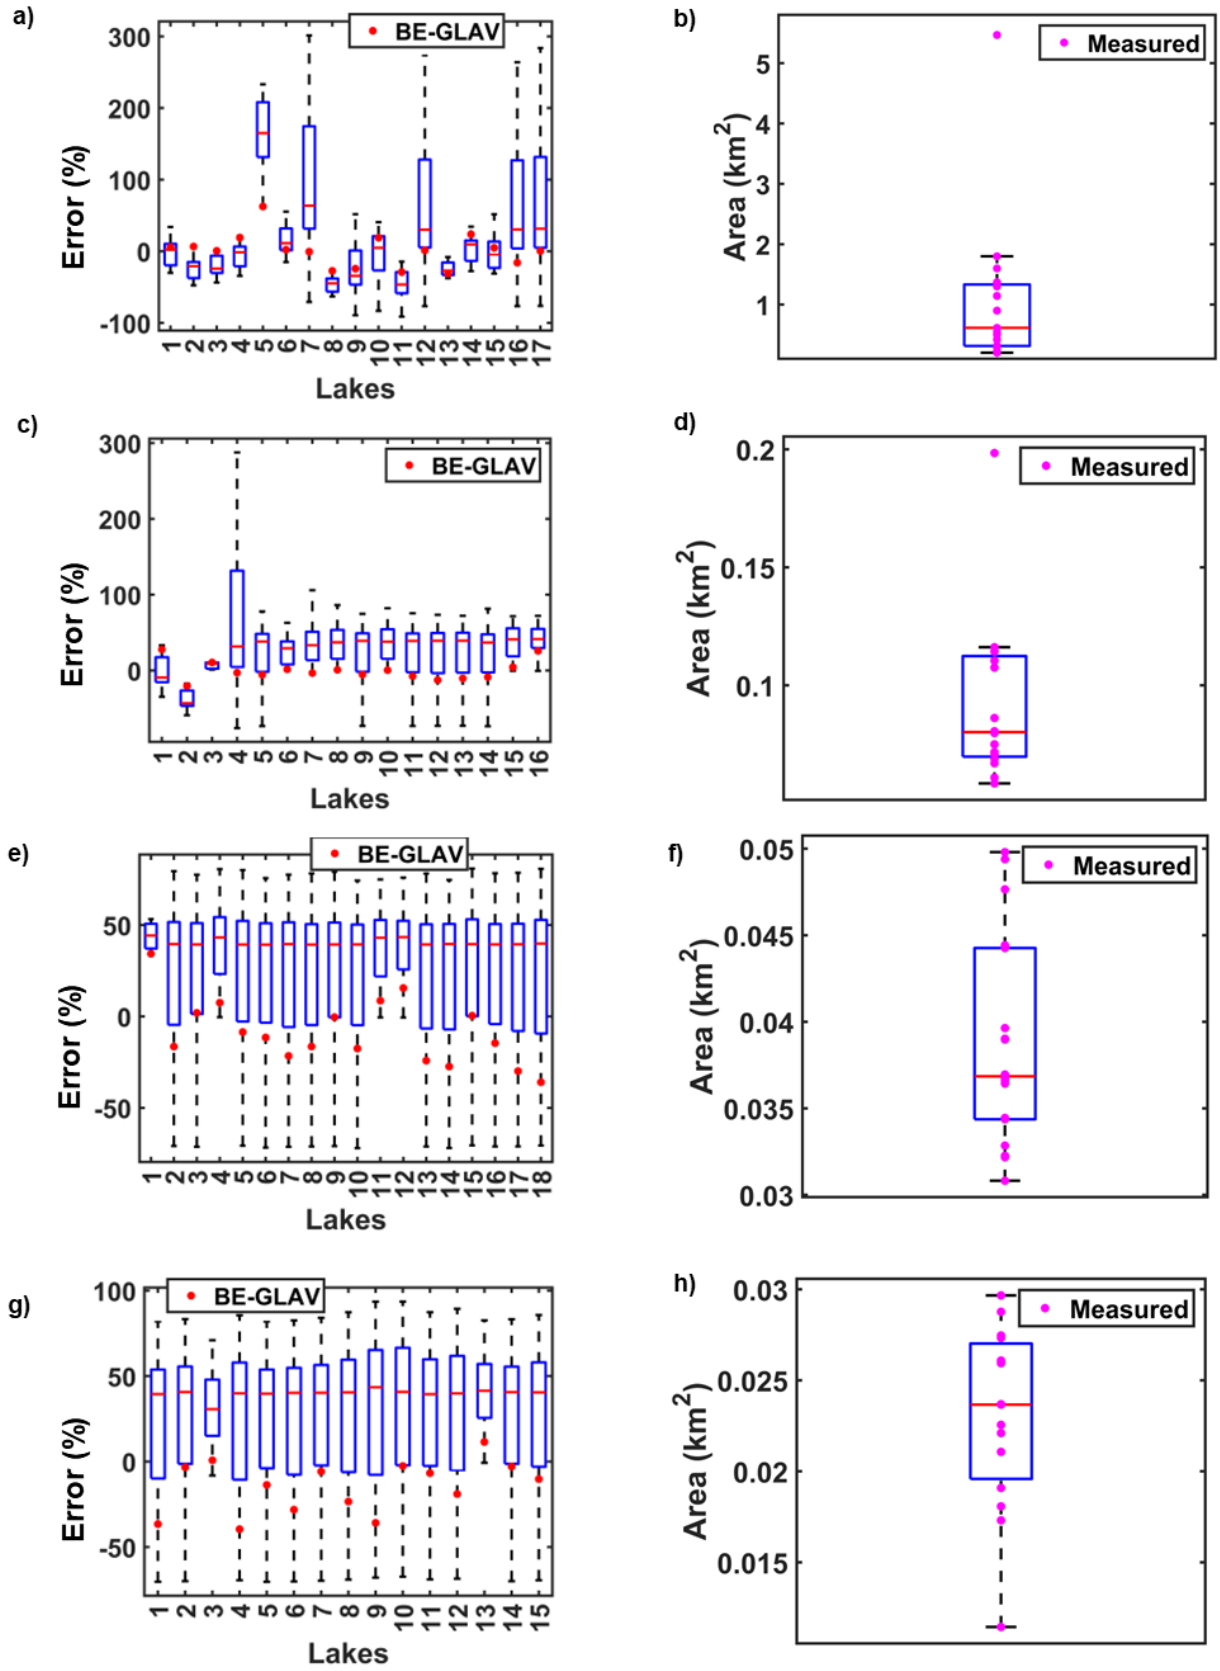 a)
BE-GLAV
300
200
100
0
-100
Error (%)
1 2 3 4 5 6 7 8 9 10 11 12 13 14 15 16 17
Lakes
b)
Measured
5
4
3
2
1
Area (km²)
c)
BE-GLAV
300
200
100
0
Error (%)
1 2 3 4 5 6 7 8 9 10 11 12 13 14 15 16
Lakes
d)
Measured
0.2
0.15
0.1
Area (km²)
e)
BE-GLAV
50
0
-50
Error (%)
1 2 3 4 5 6 7 8 9 10 11 12 13 14 15 16 17 18
Lakes
f)
Measured
0.05
0.045
0.04
0.035
0.03
Area (km²)
g)
BE-GLAV
100
50
0
-50
Error (%)
1 2 3 4 5 6 7 8 9 10 11 12 13 14 15
Lakes
h)
Measured
0.03
0.025
0.02
0.015
Area (km²)